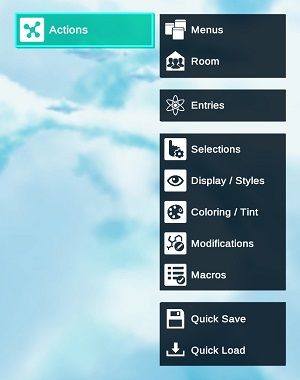 Actions
Menus
Room
Entries
Selections
Display / Styles
Coloring / Tint
Modifications
Macros
Quick Save
Quick Load